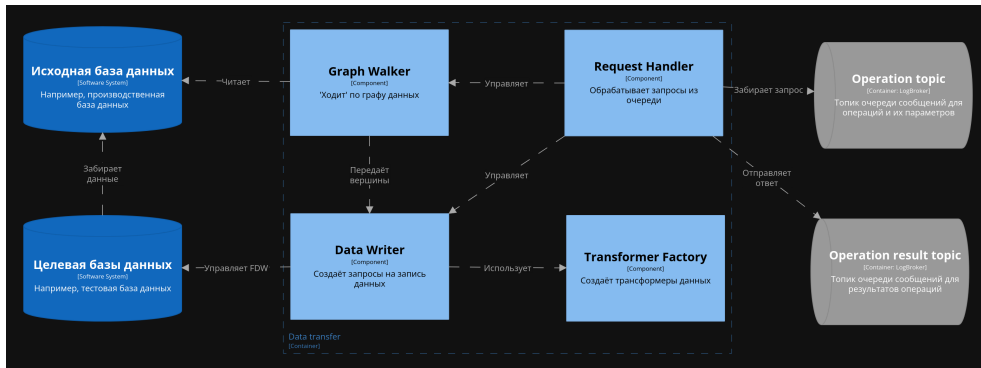 Исходная база данных
[Software System]
Например, производственная
база данных
Читает
Graph Walker
[Component]
'Ходит' по графу данных
Управляет
Request Handler
[Component]
Обрабатывает запросы из
очереди
Забирает запрос
Operation topic
[Container: LogBroker]
Топик очереди сообщений для
операций и их параметров
Забирает
данные
Передаёт
вершины
Управляет
Отправляет
ответ
Целевая базы данных
[Software System]
Например, тестовая база данных
Управляет FDW
Data Writer
[Component]
Создаёт запросы на запись
данных
Использует
Transformer Factory
[Component]
Создаёт трансформеры данных
Operation result topic
[Container: LogBroker]
Топик очереди сообщений для
результатов операций
Data transfer
[Container]